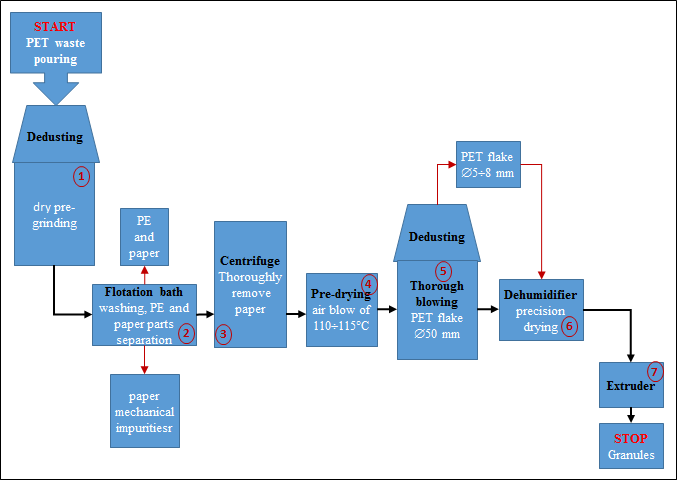 START
PET waste
pouring
Dedusting
1
dry pre-
grinding
PE
and
paper
Flotation bath
washing, PE and
paper parts
separation
2
paper
mechanical
impuritiesr
Centrifuge
Thoroughly
remove
paper
3
4
Pre-drying
air blow of
110÷115°C
Dedusting
5
Thorough
blowing
PET flake
∅50 mm
PET flake
∅5÷8 mm
Dehumidifier
precision
drying
6
7
Extruder
STOP
Granules